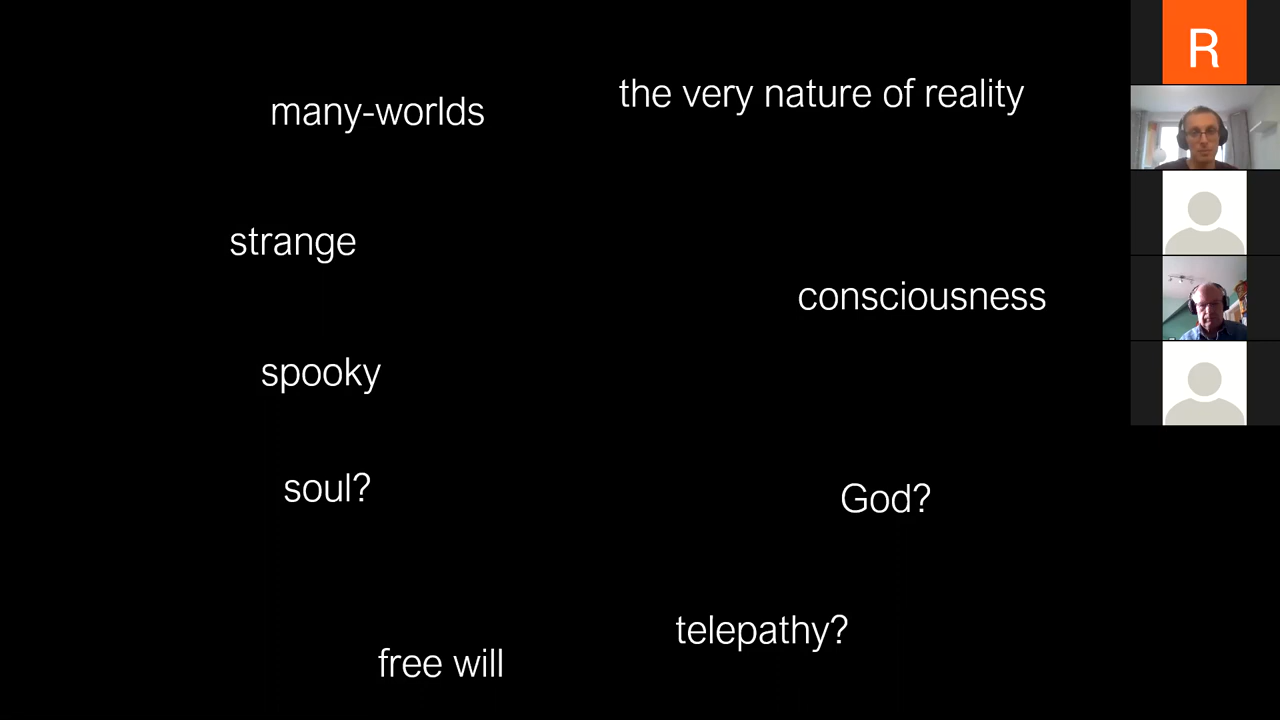 many-worlds
the very nature of reality
strange
consciousness
spooky
soul?
God?
telepathy?
free will
R